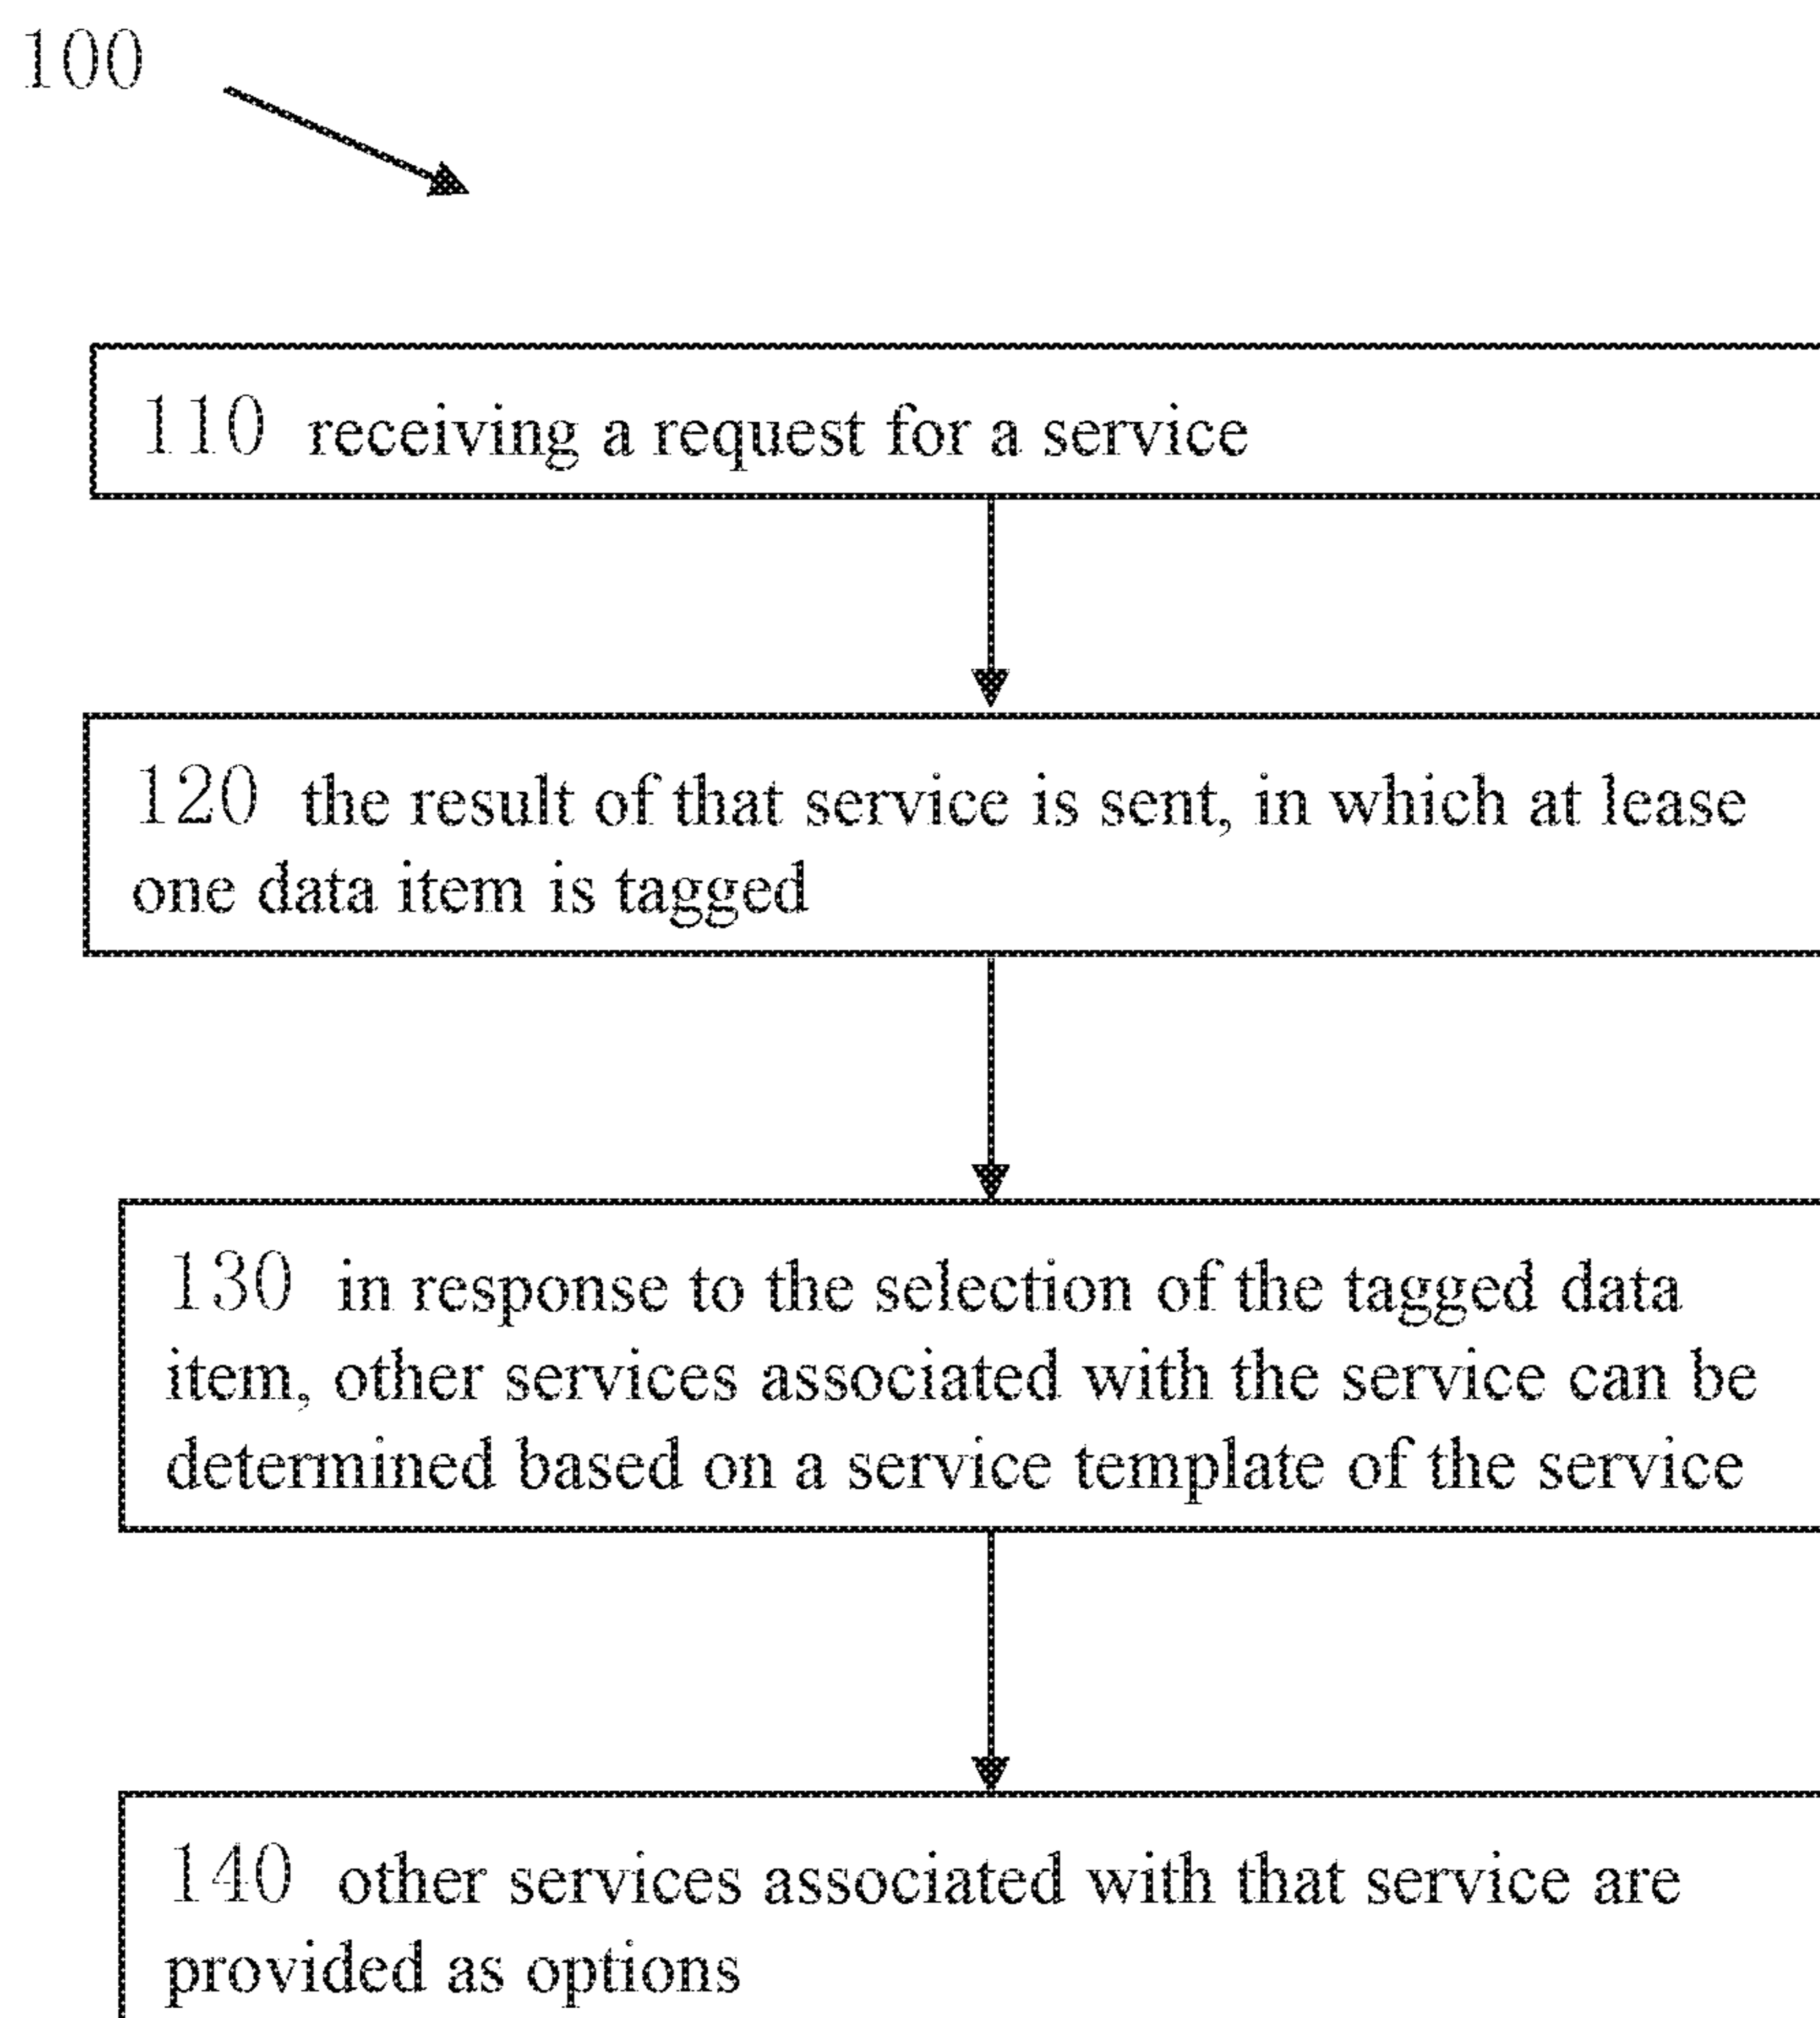 100
110 receiving a request for a service
120 the result of that service is sent, in which at lease
one data item is tagged
130 in response to the selection of the tagged data
item, other services associated with the service can be
determined based on a service template of the service
140 other services associated with that service are
provided as options